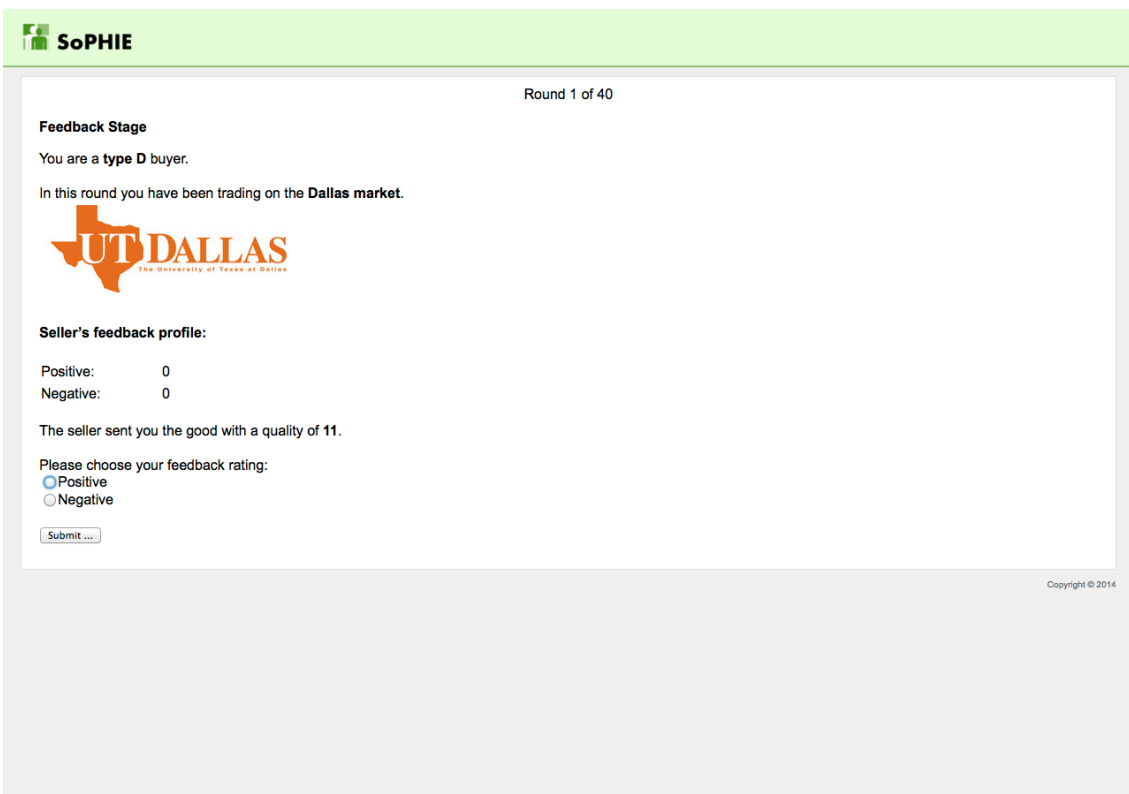 SoPHIE
Round 1 of 40
Feedback Stage
You are a type D buyer.
In this round you have been trading on the Dallas market.
UT DALLAS
The University of Texas at Dallas
Seller's feedback profile:
Positive: 0
Negative: 0
The seller sent you the good with a quality of 11.
Please choose your feedback rating:
Positive
Negative
Submit ...
Copyright © 2014